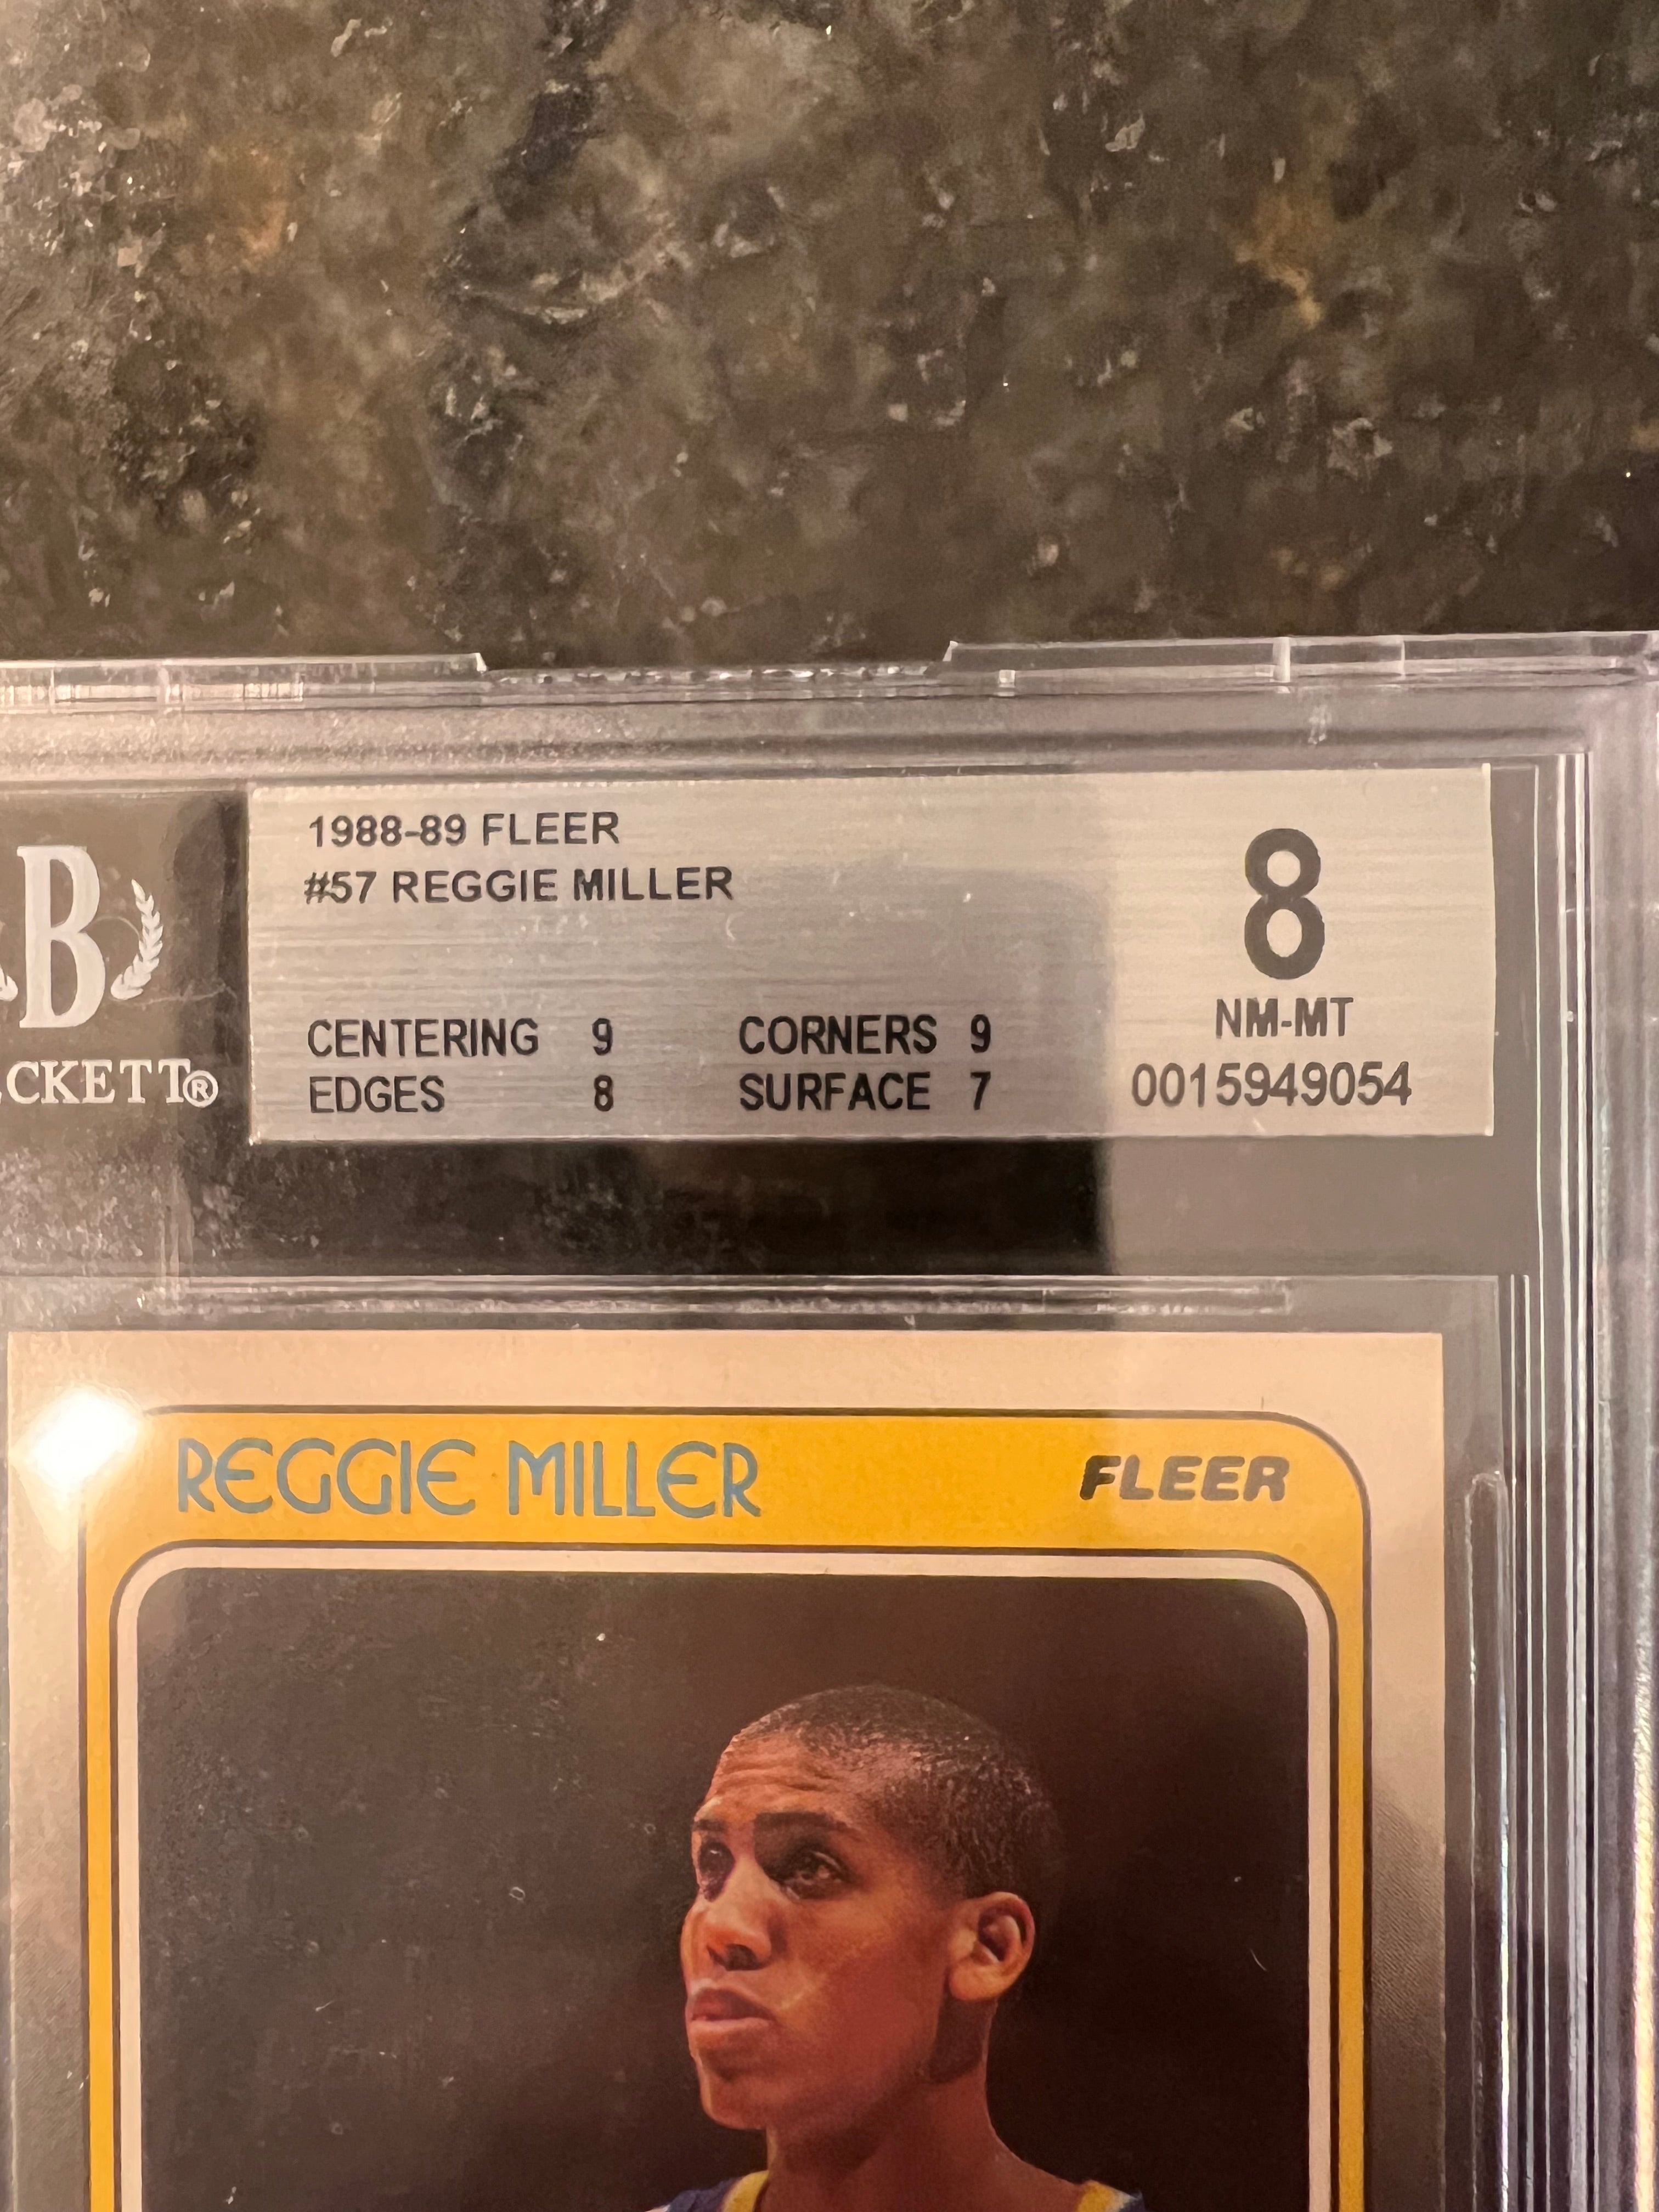 1988-89 FLEER
#57 REGGIE MILLER
8
NM-MT
B
CKETT®
CENTERING 9 CORNERS 9
EDGES 8 SURFACE 7
0015949054
REGGIE MILLER FLEER